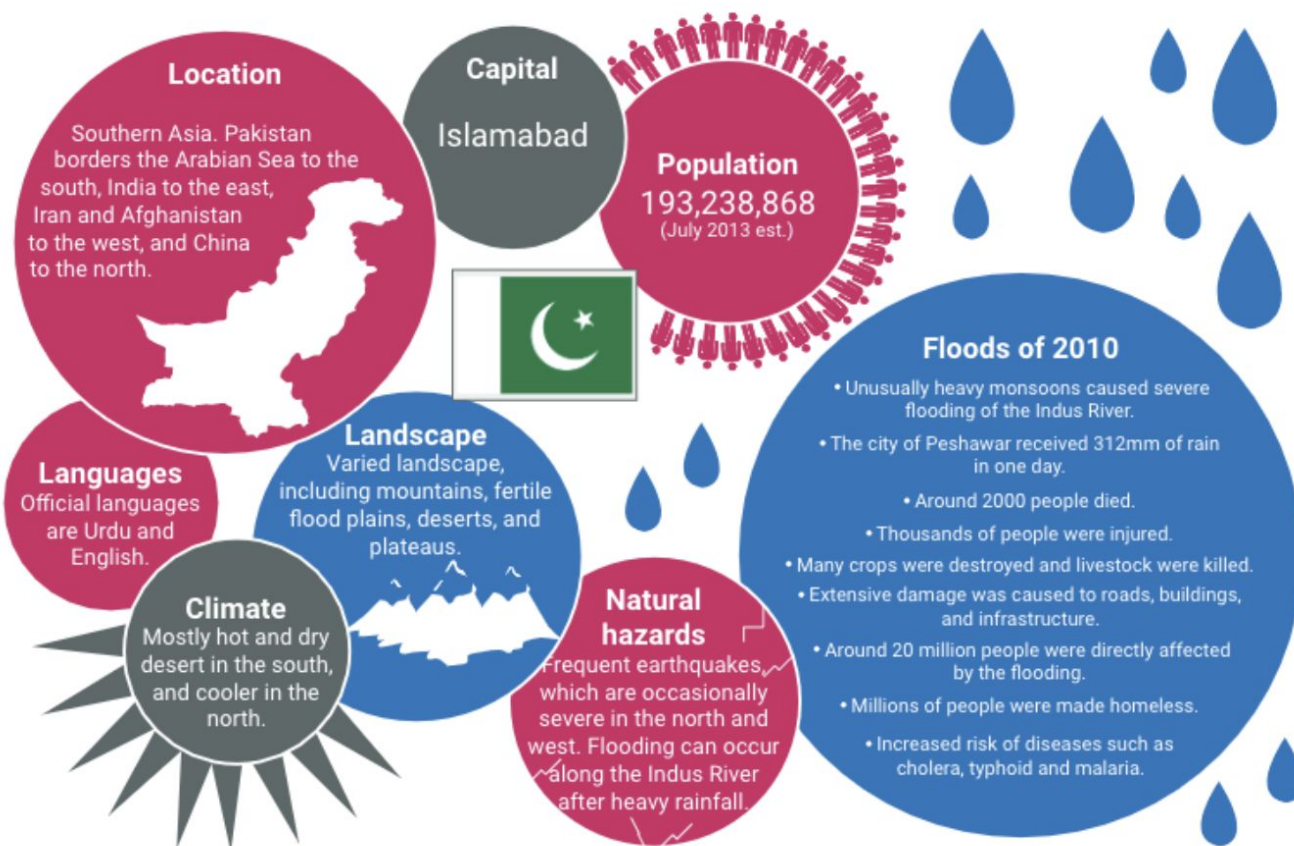 Location
Southern Asia. Pakistan
borders the Arabian Sea to the
south, India to the east,
Iran and Afghanistan
to the west, and China
to the north.
Capital
Islamabad
Population
193,238,868
(July 2013 est.)
Languages
Official languages
are Urdu and
English.
Landscape
Varied landscape,
including mountains, fertile
flood plains, deserts, and
plateaus.
Climate
Mostly hot and dry
desert in the south,
and cooler in the
north.
Natural
hazards
Frequent earthquakes,
which are occasionally
severe in the north and
west. Flooding can occur
along the Indus River
after heavy rainfall.
Floods of 2010
• Unusually heavy monsoons caused severe
flooding of the Indus River.
• The city of Peshawar received 312mm of rain
in one day.
• Around 2000 people died.
• Thousands of people were injured.
• Many crops were destroyed and livestock were killed.
• Extensive damage was caused to roads, buildings,
and infrastructure.
• Around 20 million people were directly affected
by the flooding.
• Millions of people were made homeless.
• Increased risk of diseases such as
cholera, typhoid and malaria.